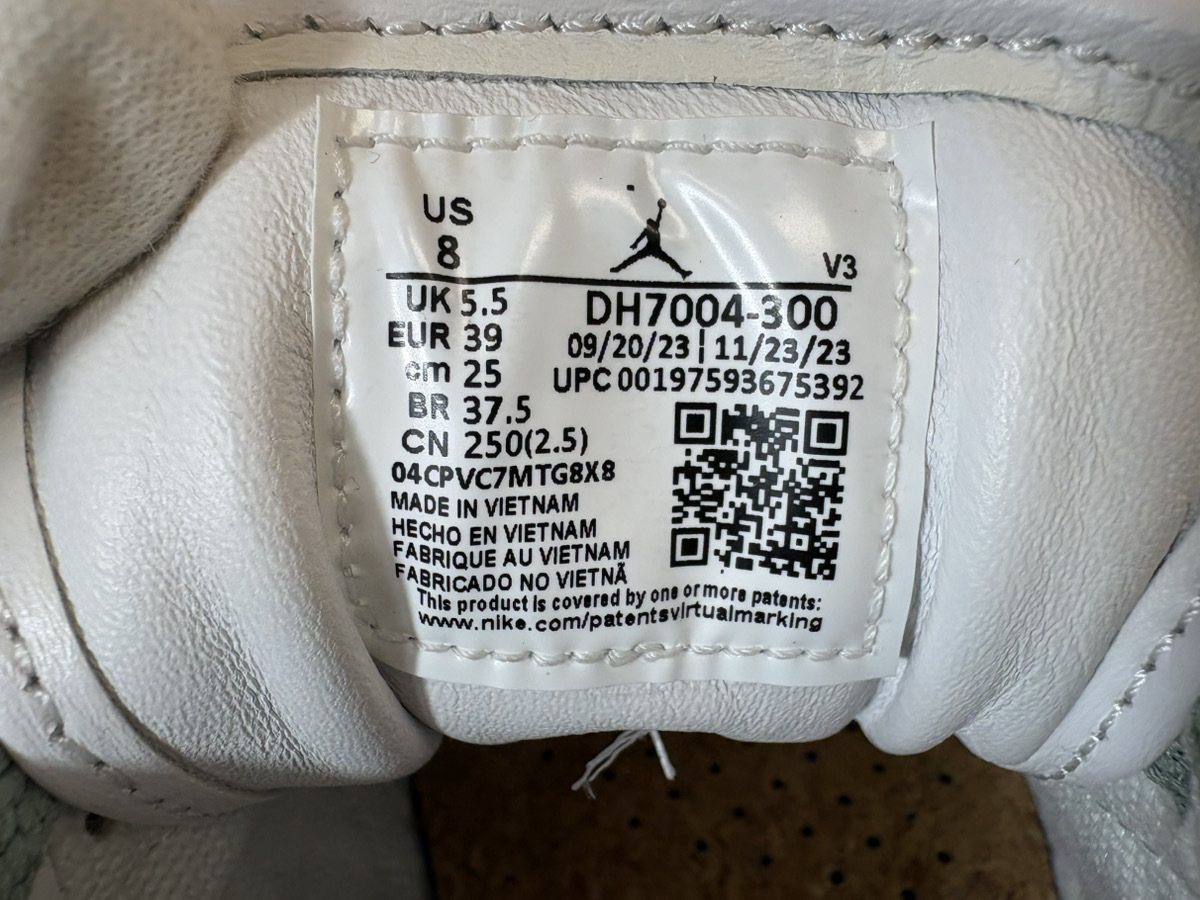 US
8
V3
UK 5.5
EUR 39
cm 25
BR 37.5
CN 250(2.5)
DH7004-300
09/20/23 | 11/23/23
UPC 00197593675392
04CPVC7MTG8X8
MADE IN VIETNAM
HECHO EN VIETNAM
FABRIQUE AU VIETNAM
FABRICADO NO VIETNÃ
This product is covered by one or more patents:
www.nike.com/patentsvirtualmarking